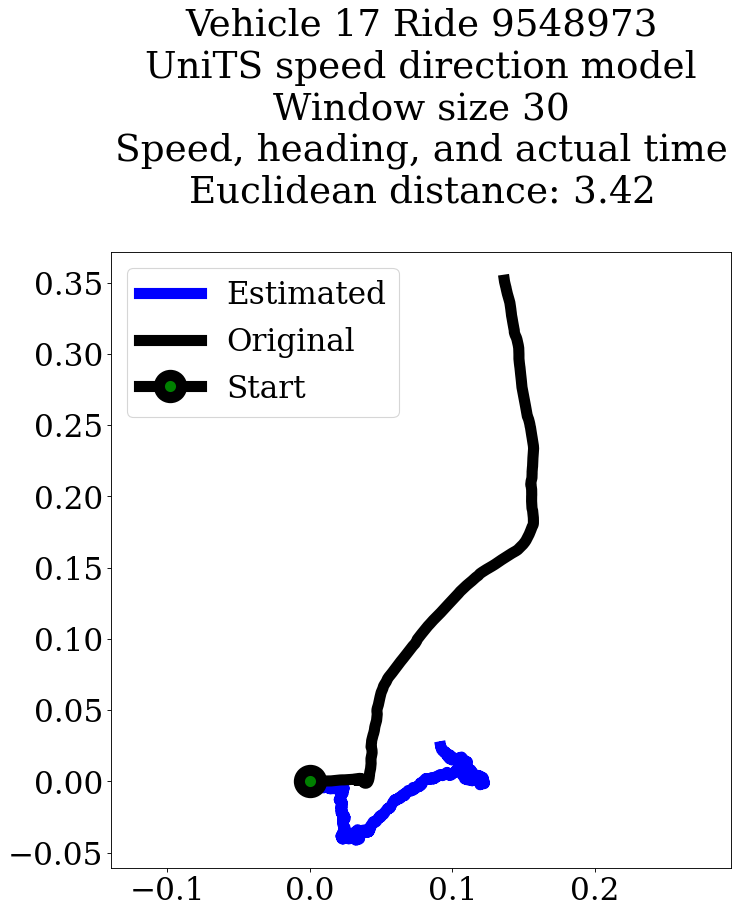 Vehicle 17 Ride 9548973
UniTS speed direction model
Window size 30
Speed, heading, and actual time
Euclidean distance: 3.42
Estimated
Original
Start
0.35
0.30
0.25
0.20
0.15
0.10
0.05
0.00
−0.05
−0.1 0.0 0.1 0.2